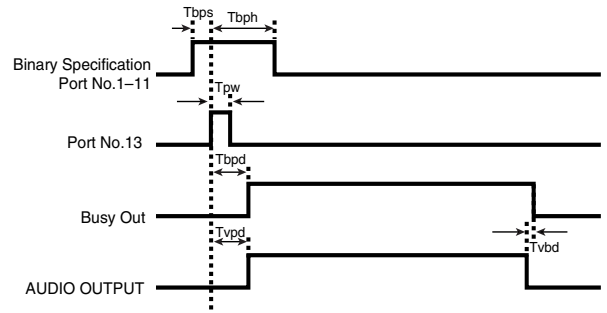 Tbps
Tbph
Binary Specification
Port No.1–11
Tpw
Port No.13
Tbpd
Busy Out
Tvpd
Tvbd
AUDIO OUTPUT